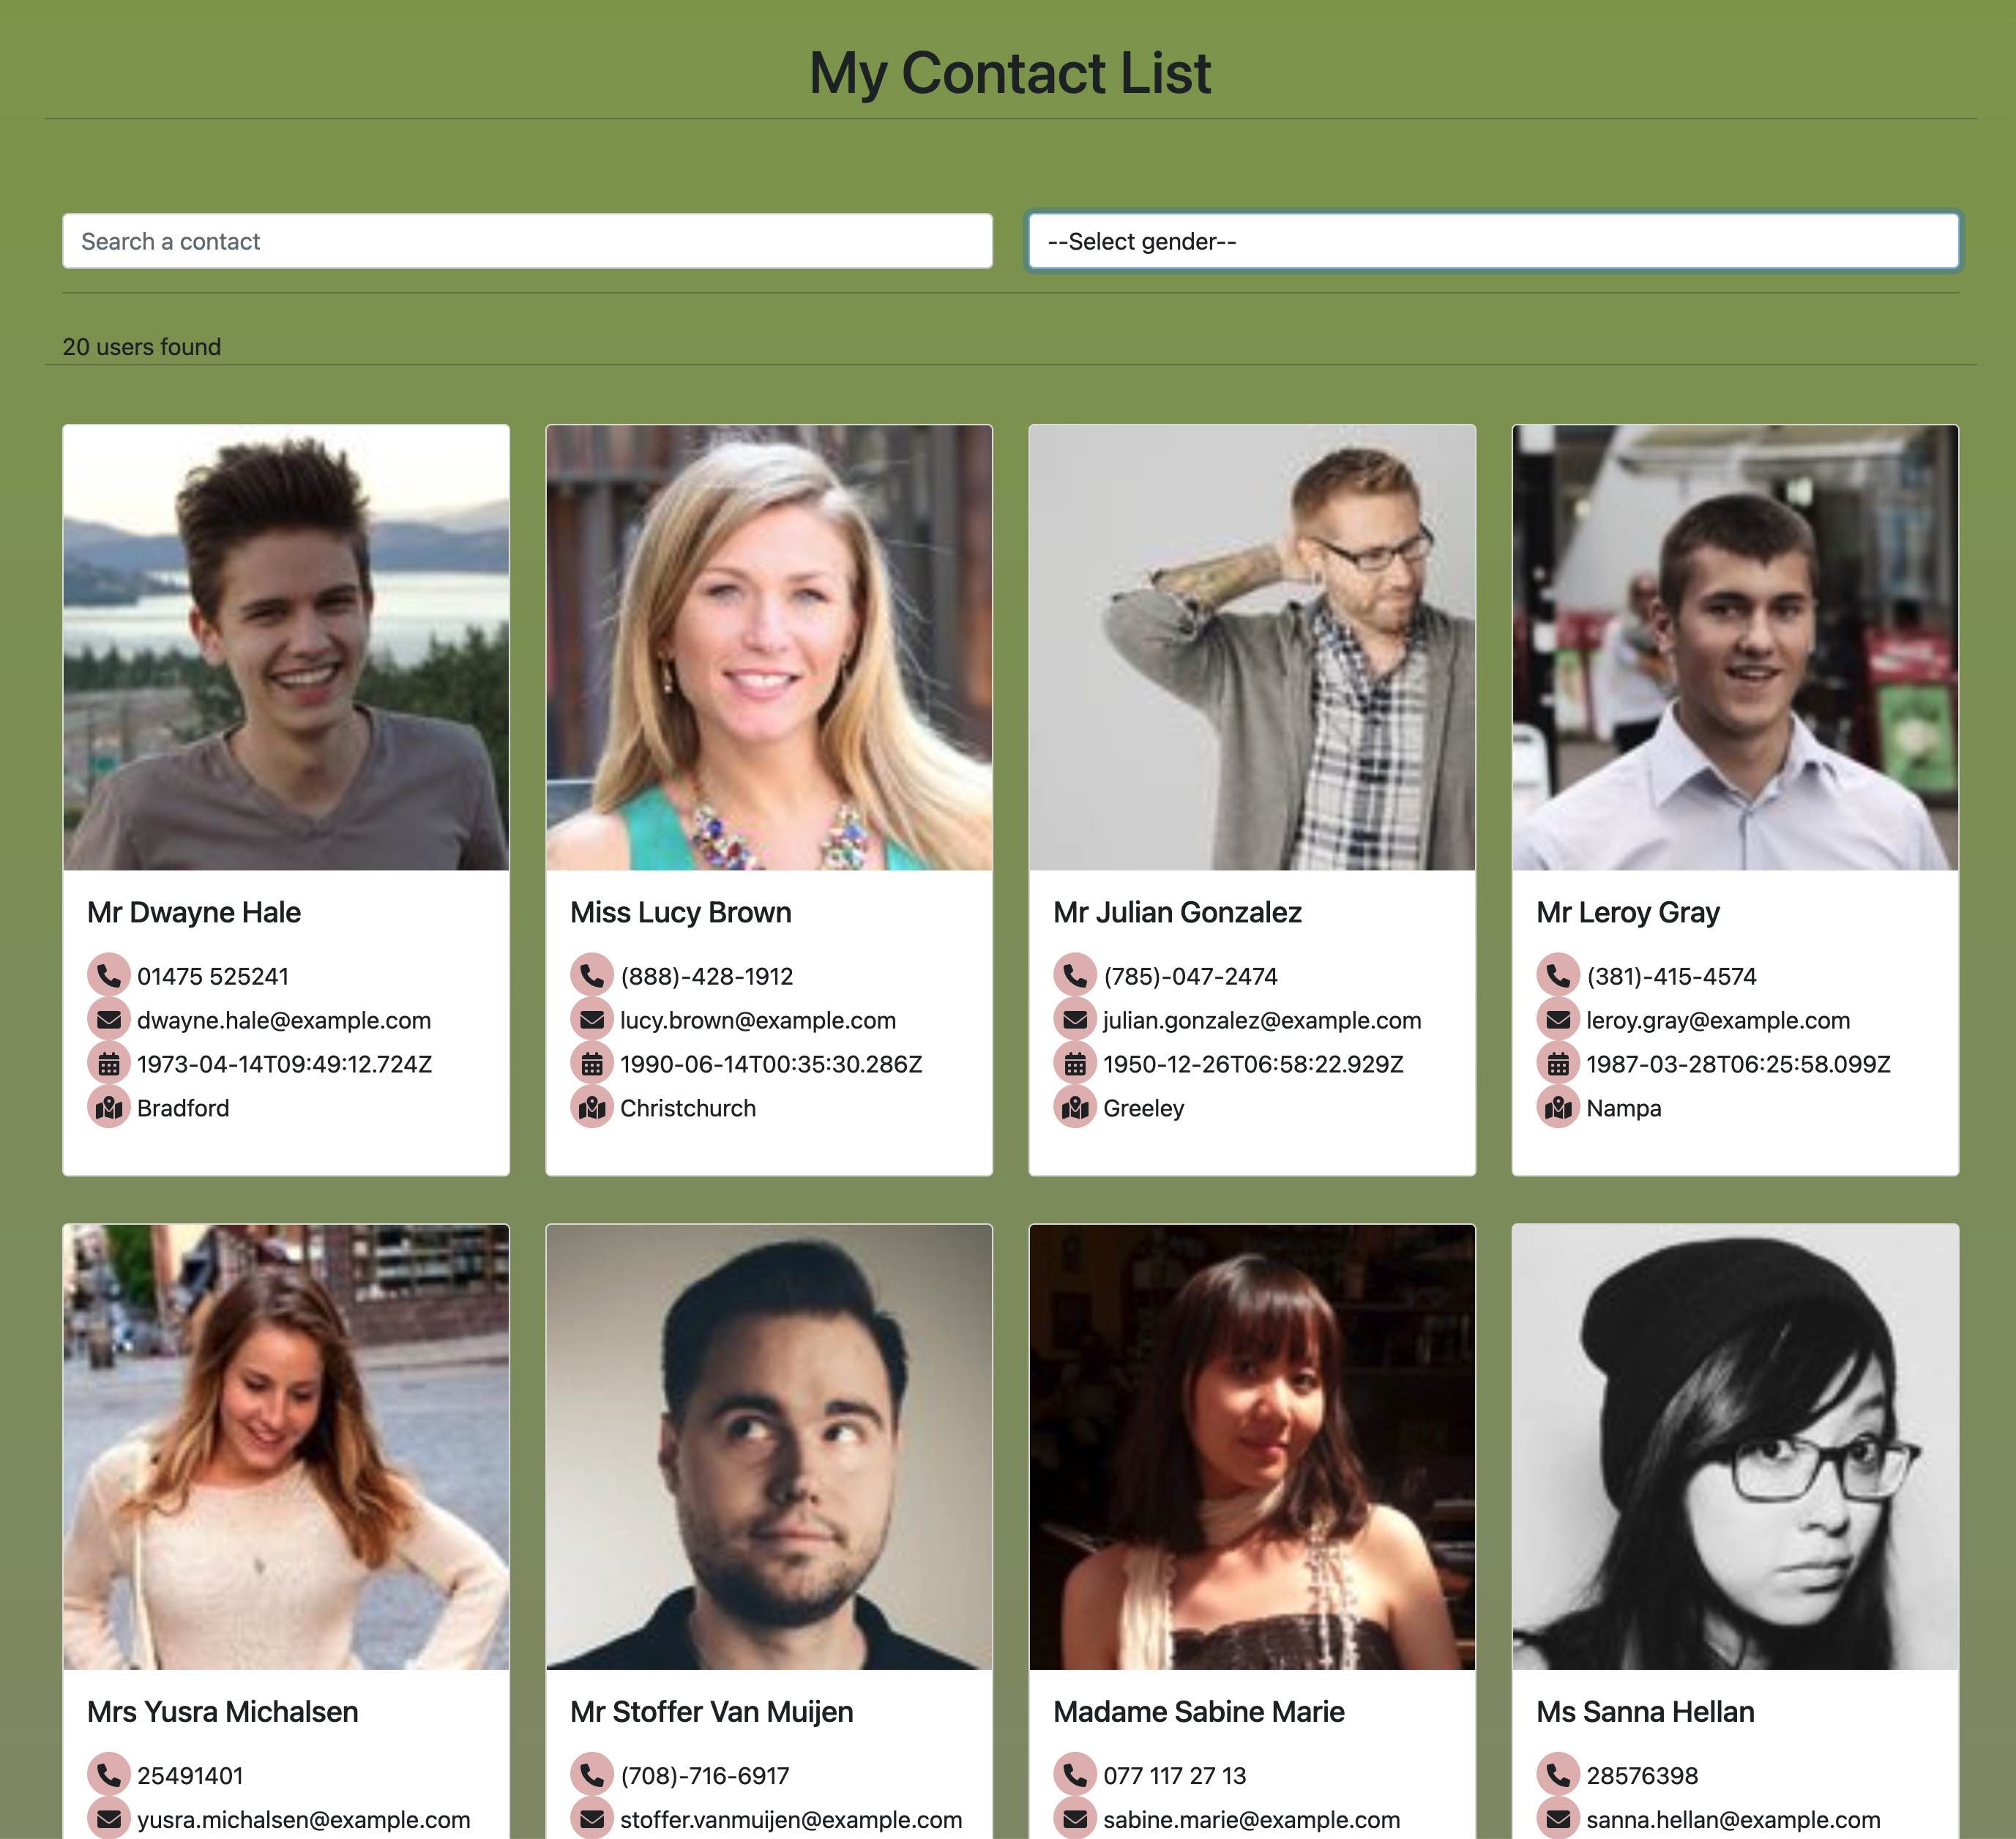 My Contact List
Search a contact
--Select gender--
20 users found
Mr Dwayne Hale
01475 525241
dwayne.hale@example.com
1973-04-14T09:49:12.724Z
Bradford
Miss Lucy Brown
(888)-428-1912
lucy.brown@example.com
1990-06-14T00:35:30.286Z
Christchurch
Mr Julian Gonzalez
(785)-047-2474
julian.gonzalez@example.com
1950-12-26T06:58:22.929Z
Greeley
Mr Leroy Gray
(381)-415-4574
leroy.gray@example.com
1987-03-28T06:25:58.099Z
Nampa
Mrs Yusra Michalsen
25491401
yusra.michalsen@example.com
Mr Stoffer Van Muijen
(708)-716-6917
stoffer.vanmuijen@example.com
Madame Sabine Marie
077 117 27 13
sabine.marie@example.com
Ms Sanna Hellan
28576398
sanna.hellan@example.com